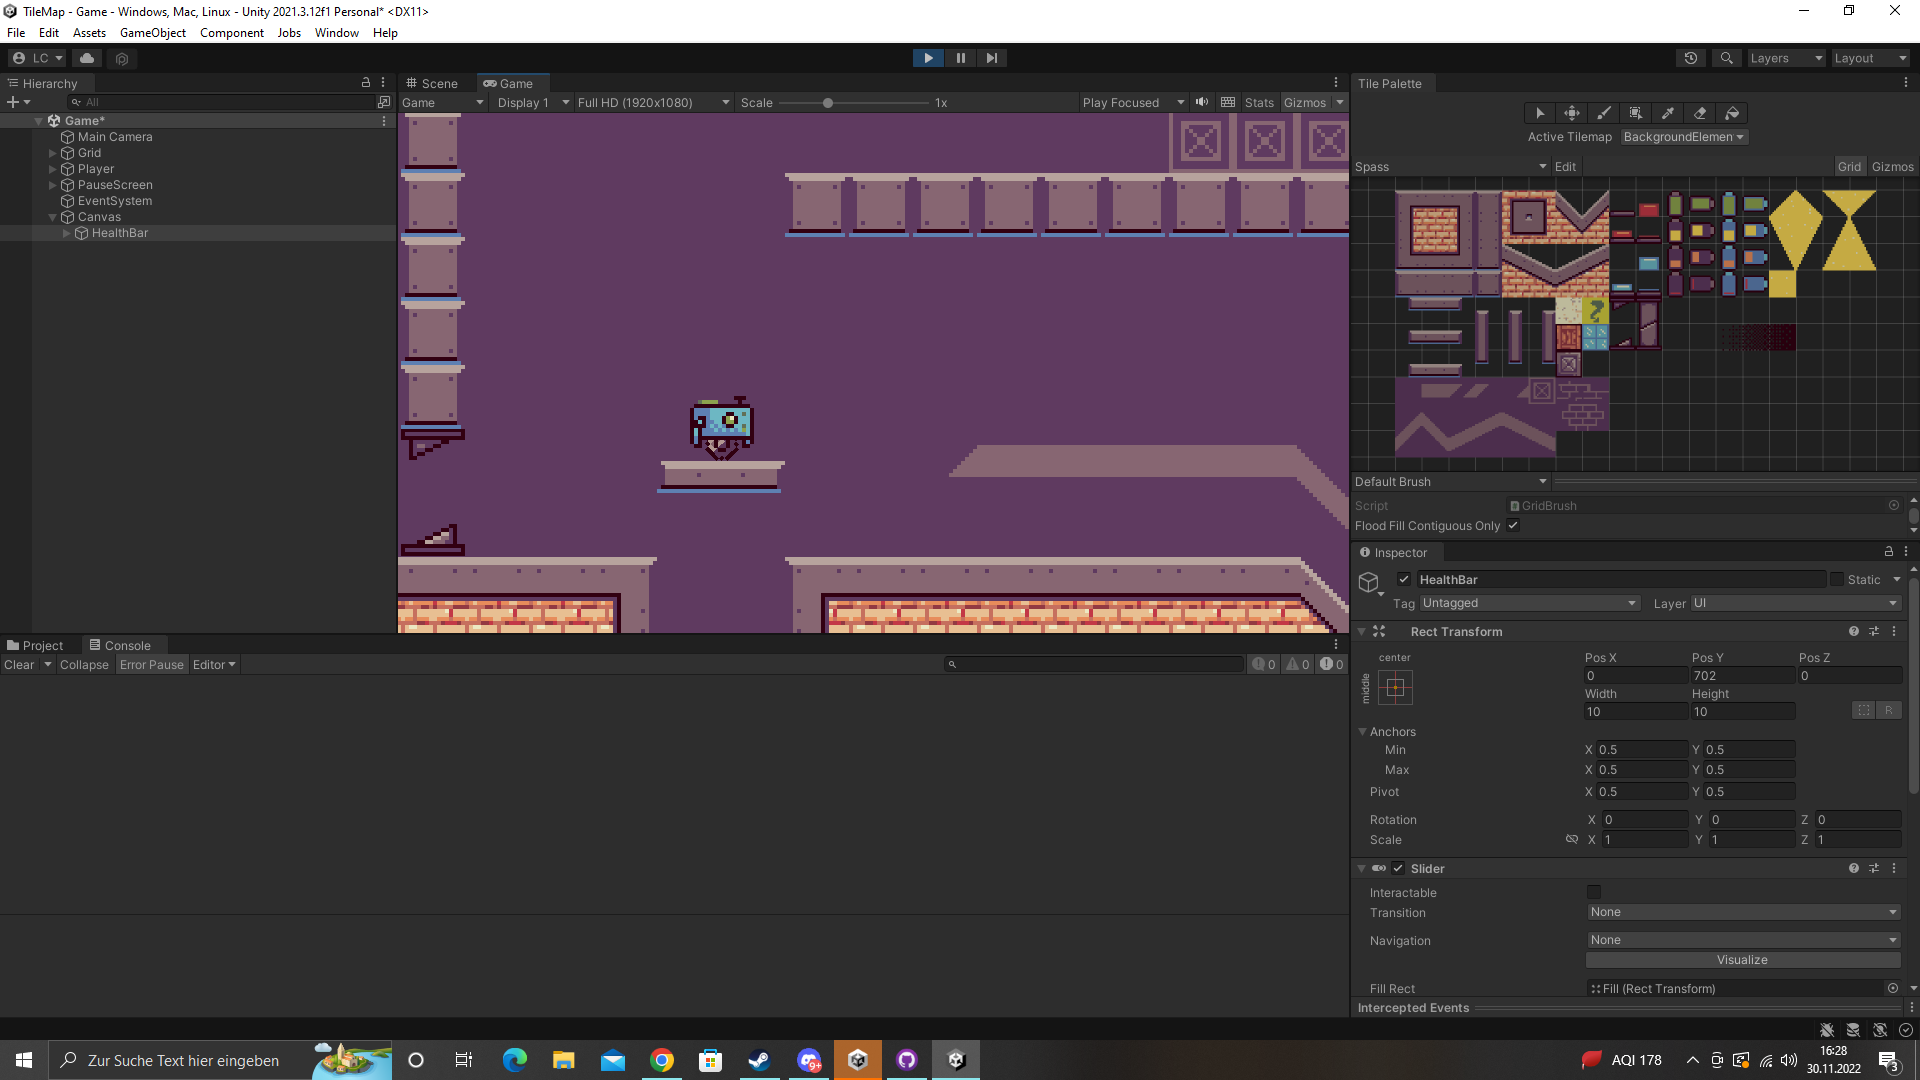 TileMap - Game - Windows, Mac, Linux - Unity 2021.3.12f1 Personal* <DX11>
File Edit Assets GameObject Component Jobs Window Help
LC Layers Layout
Hierarchy
All
Game*
Main Camera
Grid
Player
PauseScreen
EventSystem
Canvas
HealthBar
Scene Game
Game Display 1 Full HD (1920x1080) Scale 1x Play Focused Stats Gizmos
Tile Palette
Active Tilemap BackgroundElemen
Spass Edit Grid Gizmos
Default Brush
Script GridBrush
Flood Fill Contiguous Only
Inspector
HealthBar Static
Tag Untagged Layer UI
Rect Transform
center
middle
Pos X Pos Y Pos Z
0 702 0
Width Height
10 10 R
Anchors
Min X 0.5 Y 0.5
Max X 0.5 Y 0.5
Pivot X 0.5 Y 0.5
Rotation X 0 Y 0 Z 0
Scale X 1 Y 1 Z 1
Slider
Interactable
Transition None
Navigation None
Visualize
Fill Rect Fill (Rect Transform)
Intercepted Events
Project Console
Clear Collapse Error Pause Editor 0 0 0
Zur Suche Text hier eingeben
9+
AQI 178
16:28
30.11.2022
3